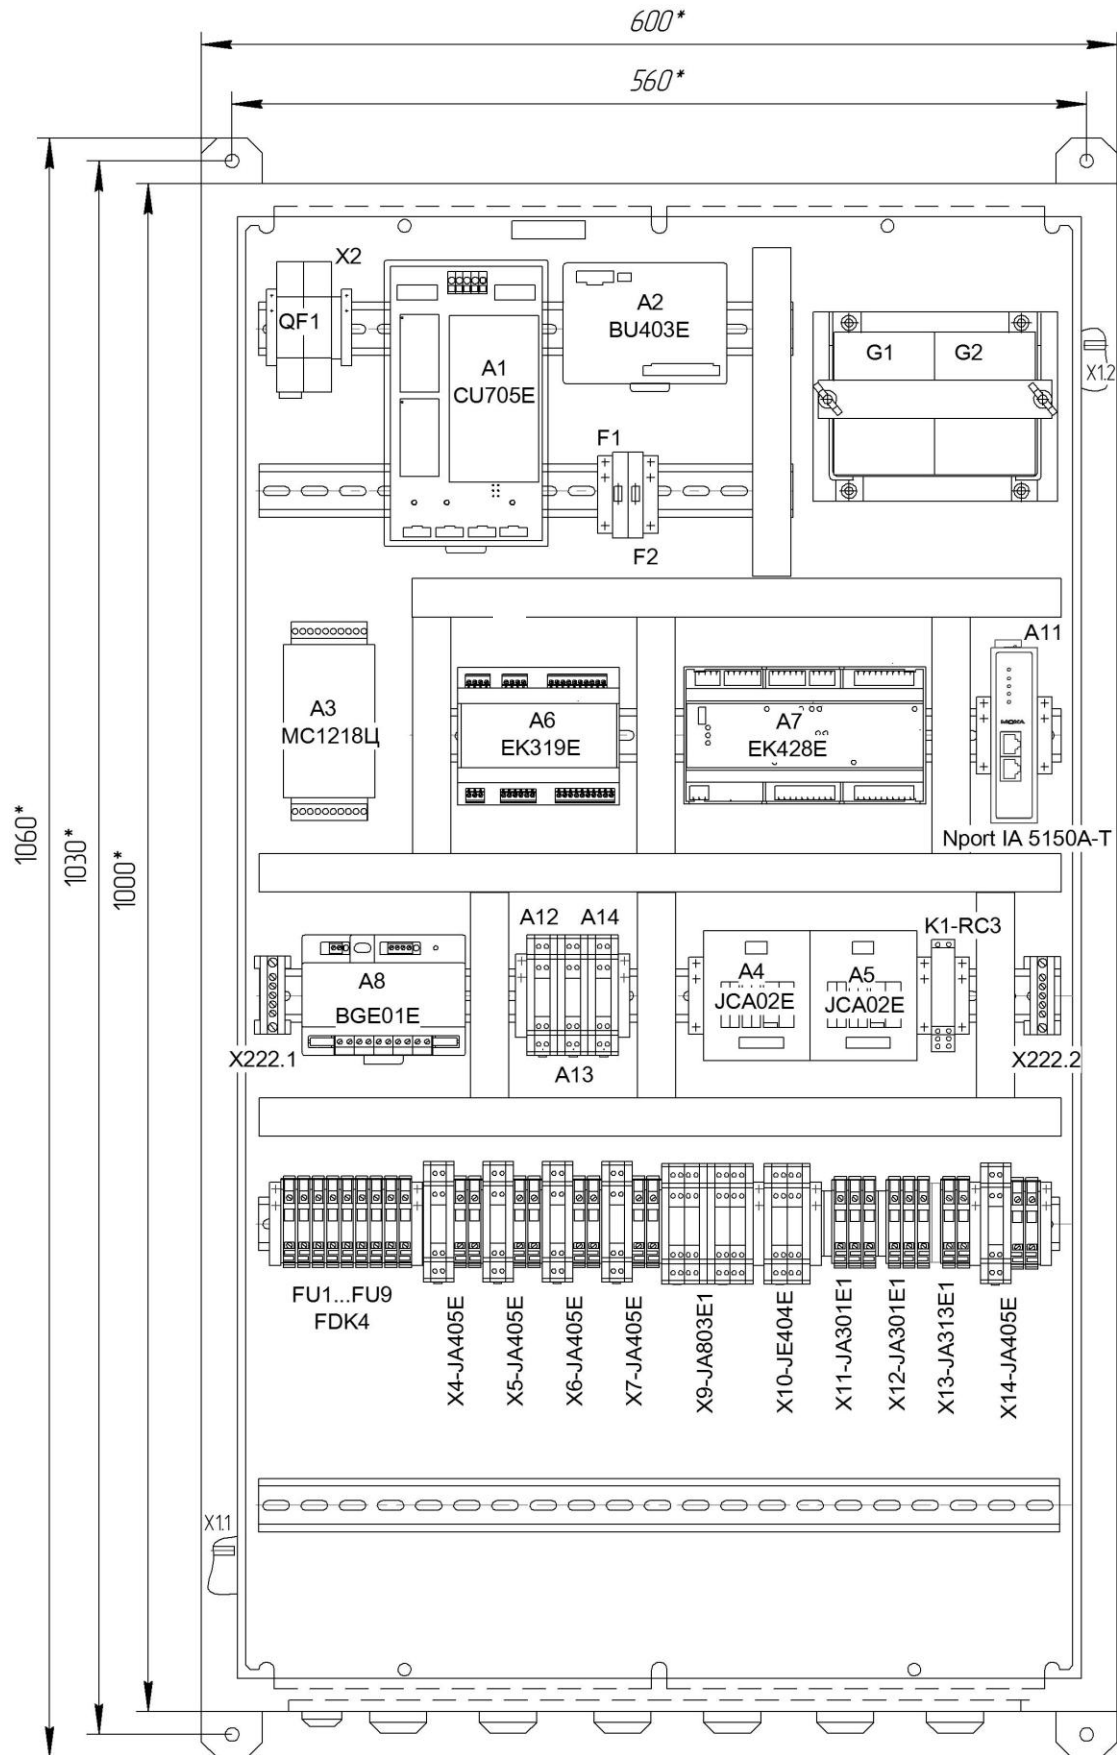 600*
560*
X2
QF1
A1
CU705E
A2
BU403E
G1
G2
X1.2
F1
F2
A11
A3
МС1218Ц
A6
EK319E
A7
EK428E
MOXA
Nport IA 5150A-T
1060*
1030*
1000*
A12
A14
K1-RC3
A8
BGE01E
A4
JCA02E
A5
JCA02E
X222.1
A13
X222.2
FU1...FU9
FDK4
X4-JA405E
X5-JA405E
X6-JA405E
X7-JA405E
X9-JA803E1
X10-JE404E
X11-JA301E1
X12-JA301E1
X13-JA313E1
X14-JA405E
X1.1